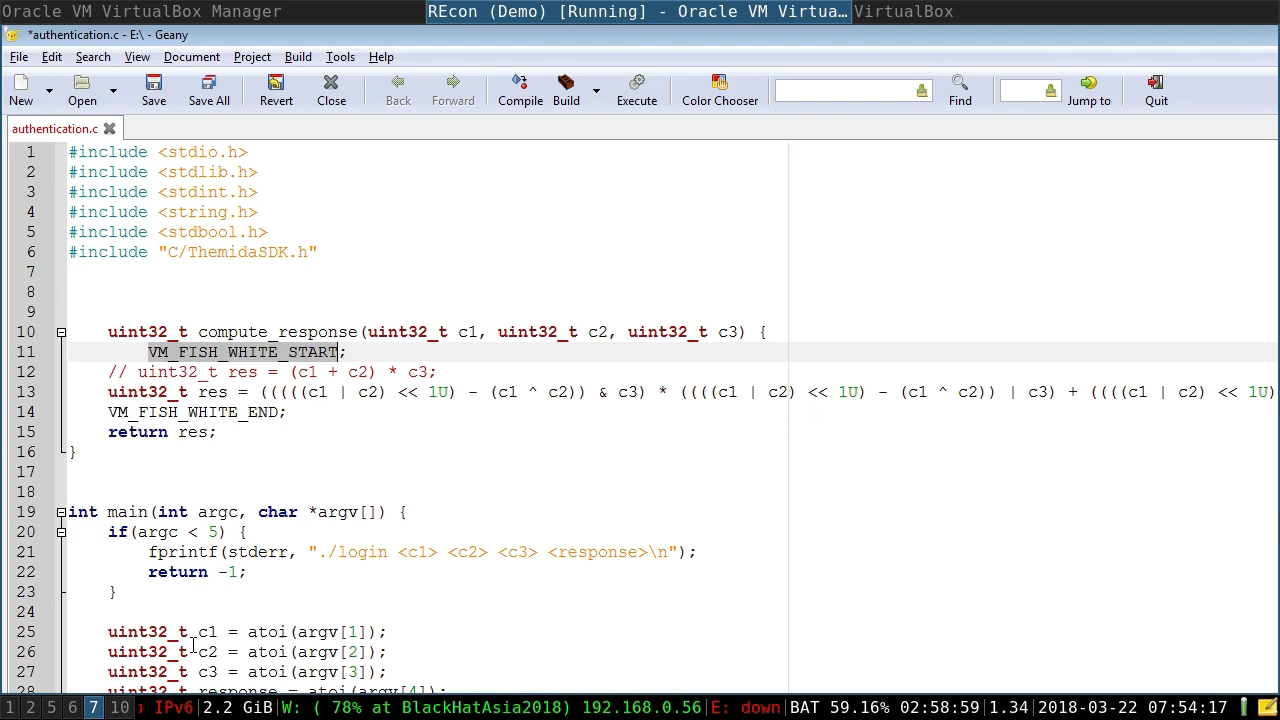 Oracle VM VirtualBox Manager REcon (Demo) [Running] - Oracle VM Virtua… VirtualBox
*authentication.c - E:\ - Geany
File Edit Search View Document Project Build Tools Help
New Open Save Save All Revert Close Back Forward Compile Build Execute Color Chooser Find Jump to Quit
authentication.c
1 #include <stdio.h>
2 #include <stdlib.h>
3 #include <stdint.h>
4 #include <string.h>
5 #include <stdbool.h>
6 #include "C/ThemidaSDK.h"
7
8
9
10 uint32_t compute_response(uint32_t c1, uint32_t c2, uint32_t c3) {
11 VM_FISH_WHITE_START;
12 // uint32_t res = (c1 + c2) * c3;
13 uint32_t res = (((((c1 | c2) << 1U) - (c1 ^ c2)) & c3) * ((((c1 | c2) << 1U) - (c1 ^ c2)) | c3) + ((((c1 | c2) << 1U)
14 VM_FISH_WHITE_END;
15 return res;
16 }
17
18
19 int main(int argc, char *argv[]) {
20 if(argc < 5) {
21 fprintf(stderr, "./login <c1> <c2> <c3> <response>\n");
22 return -1;
23 }
24
25 uint32_t c1 = atoi(argv[1]);
26 uint32_t c2 = atoi(argv[2]);
27 uint32_t c3 = atoi(argv[3]);
28 uint32_t response = atoi(argv[4]);
1 2 5 6 7 10 IPv6|2.2 GiB|W: ( 78% at BlackHatAsia2018) 192.168.0.56|E: down|BAT 59.16% 02:58:59|1.34|2018-03-22 07:54:17